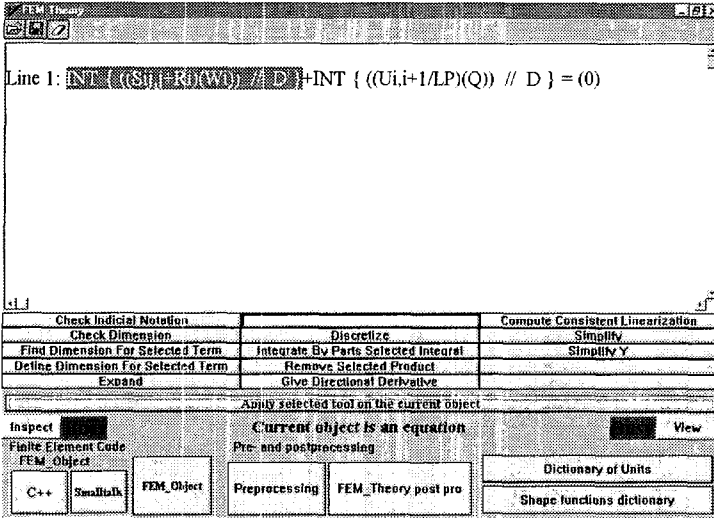 FEM Theory
Line 1: INT { ((Sij,j+Ri)(Wi)) // D }+INT { ((Ui,i+1/LP)(Q)) // D } = (0)
Check Indicial Notation
Compute Consistent Linearization
Check Dimension
Discretize
Simplify
Find Dimension For Selected Term
Integrate By Parts Selected Integral
Simplify Y
Define Dimension For Selected Term
Remove Selected Product
Expand
Give Directional Derivative
Apply selected tool on the current object
Inspect
Current object is an equation
View
Finite Element Code
FEM_Object
Pre- and postprocessing
C++
Smalltalk
FEM_Object
Preprocessing
FEM_Theory post pro
Dictionary of Units
Shape functions dictionary